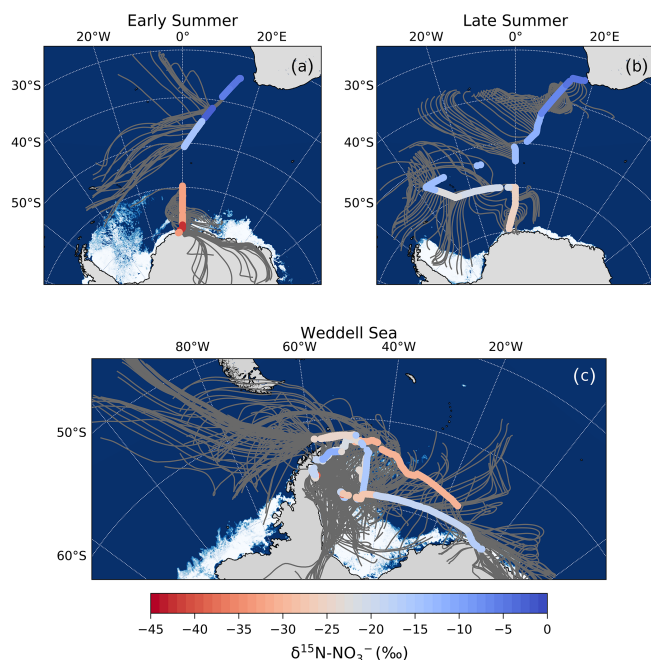 Early Summer
Late Summer
20°W 0° 20°E
20°W 0° 20°E
(a)
(b)
30°S
40°S
50°S
30°S
40°S
50°S
Weddell Sea
80°W 60°W 40°W 20°W
(c)
50°S
60°S
−45 −40 −35 −30 −25 −20 −15 −10 −5 0
δ¹⁵N-NO₃⁻(‰)